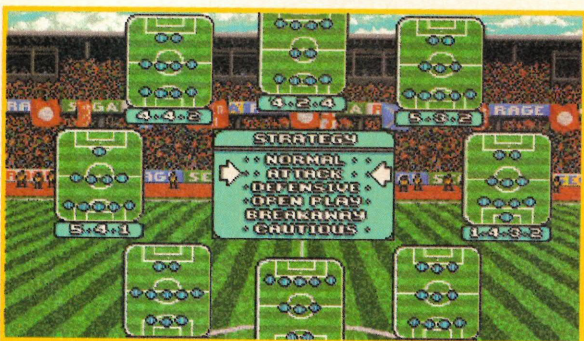 4·4·2
4·2·4
5·3·2
RAGE
STRATEGY
NORMAL
ATTACK
DEFENSIVE
OPEN PLAY
BREAKAWAY
CAUTIOUS
5·4·1
1·4·3·2